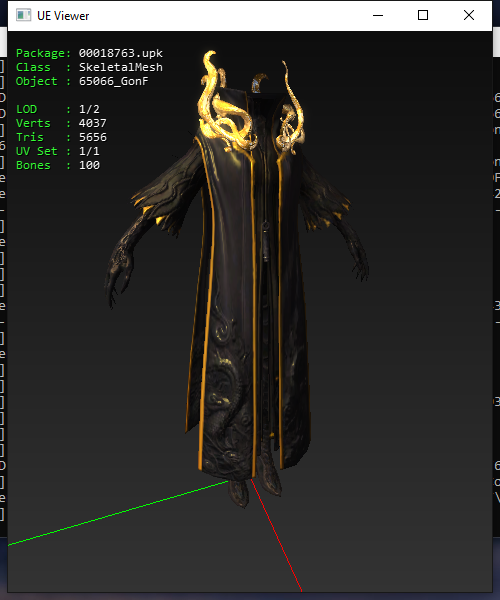 UE Viewer
Package: 00018763.upk
Class  : SkeletalMesh
Object : 65066_GonF
LOD    : 1/2
Verts  : 4037
Tris   : 5656
UV Set : 1/1
Bones  : 100